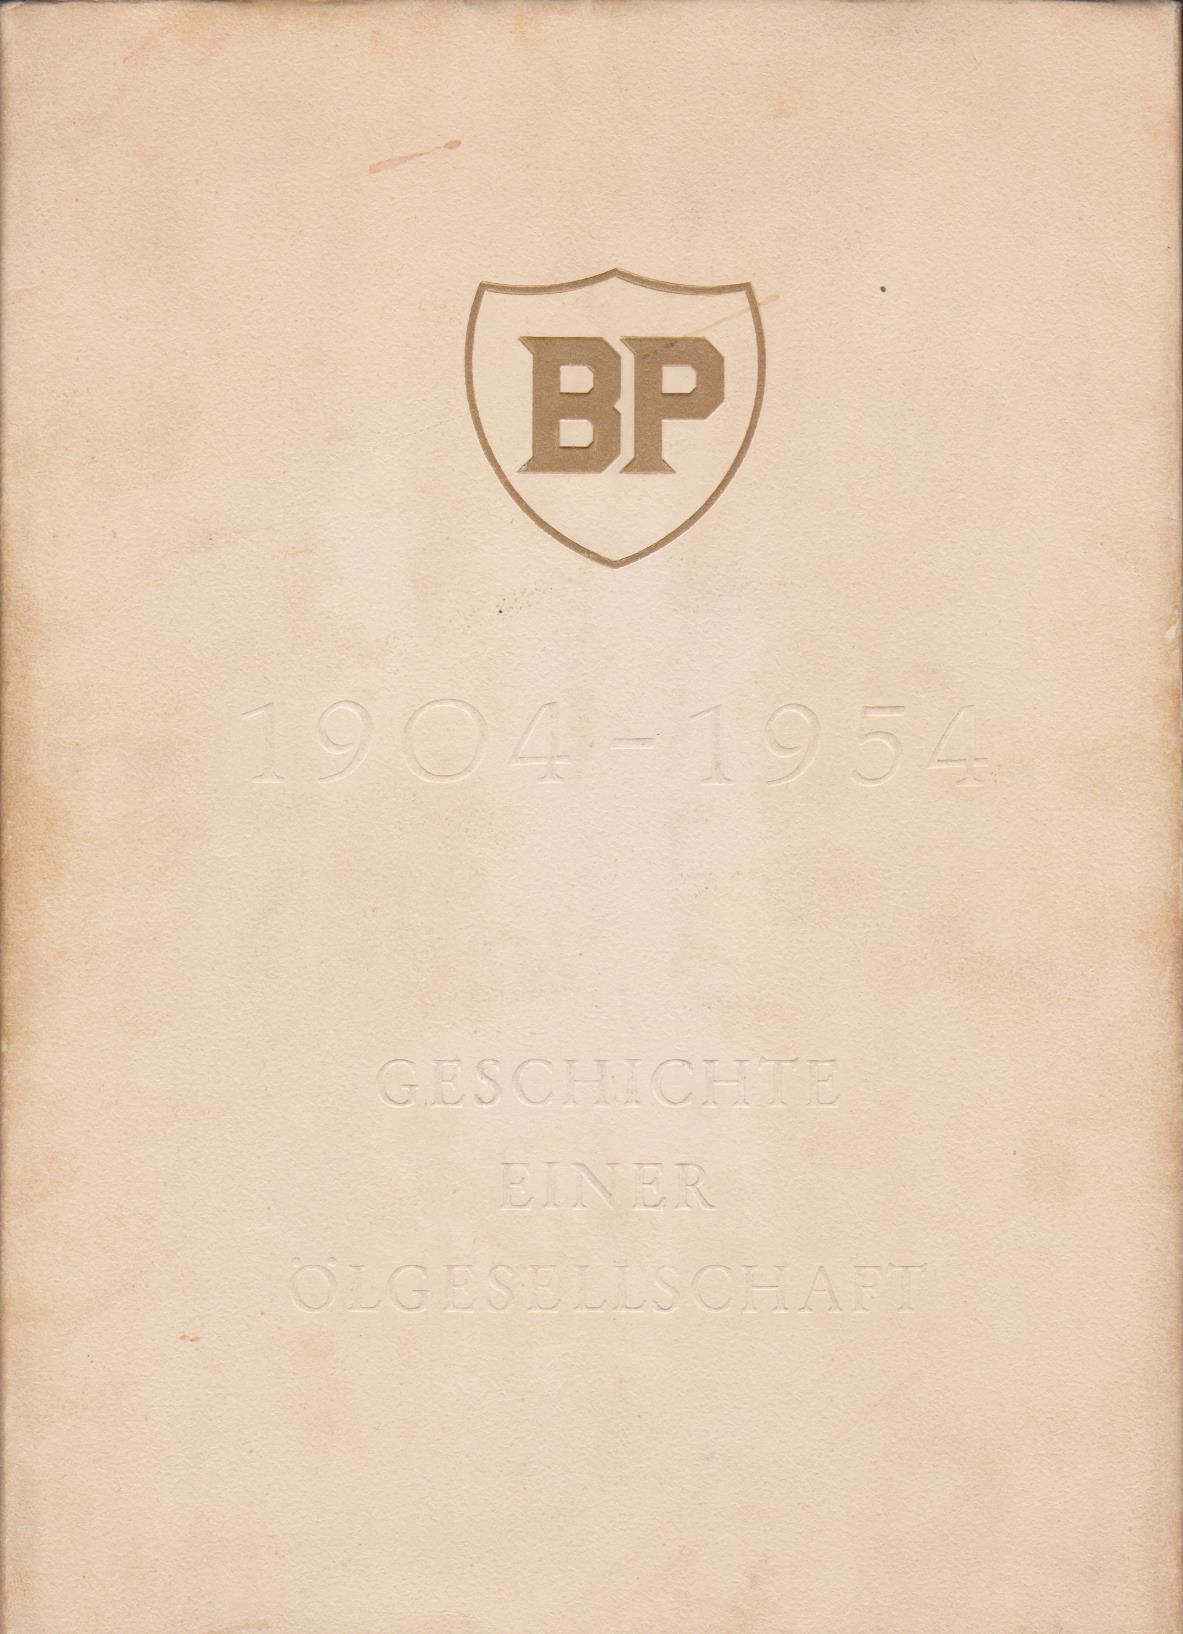 BP
1904-1954
GESCHICHTE
EINER
ÖLGESELLSCHAFT